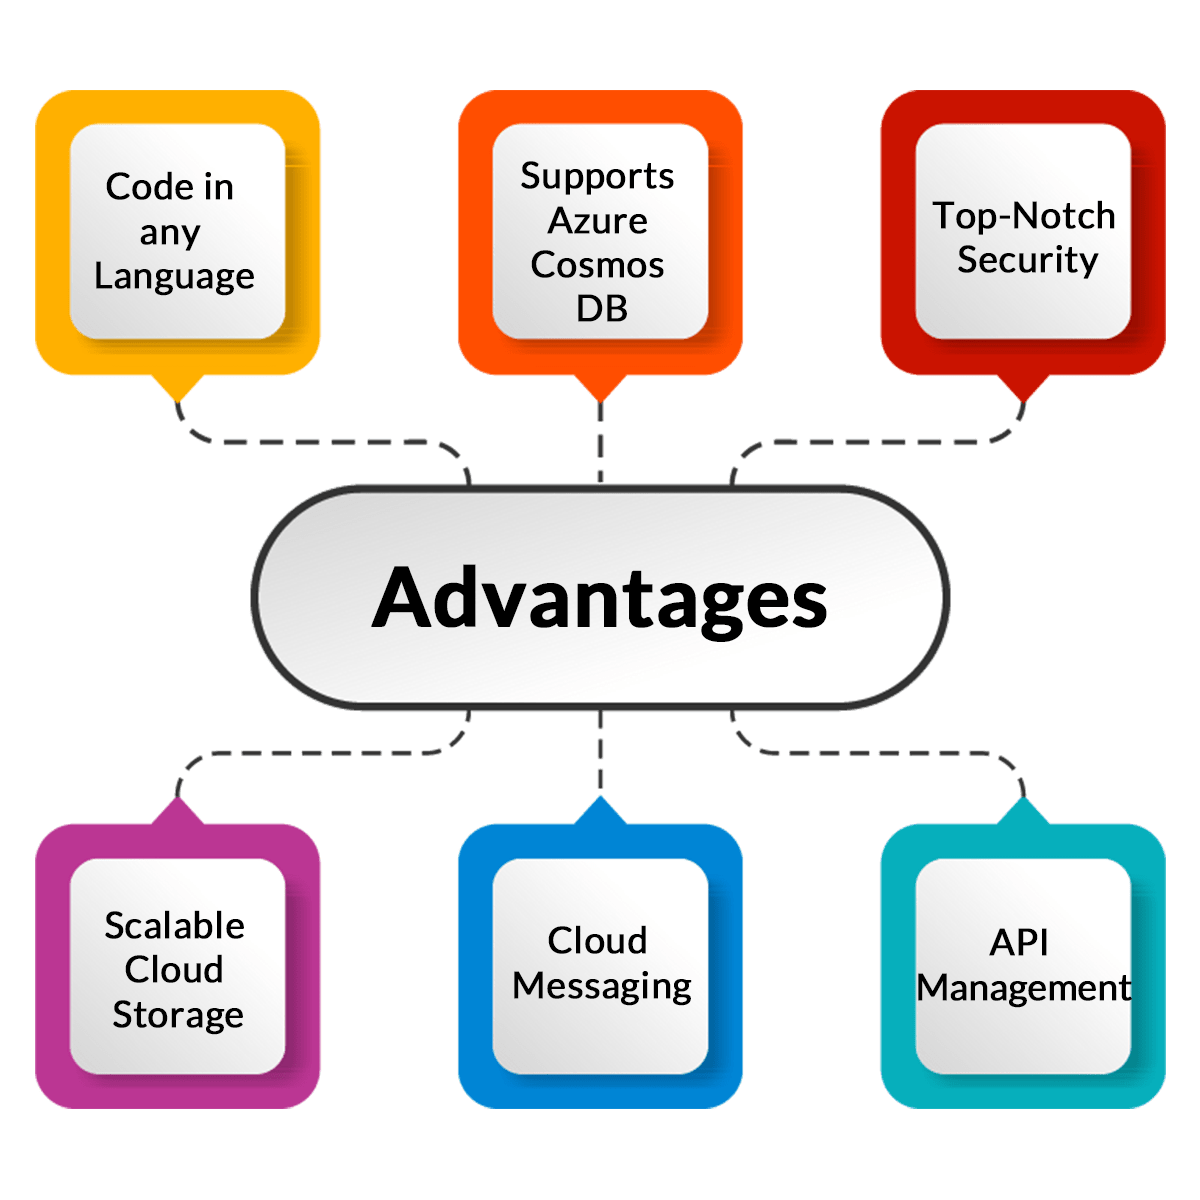 Code in
any
Language
Supports
Azure
Cosmos
DB
Top-Notch
Security
Advantages
Scalable
Cloud
Storage
Cloud
Messaging
API
Management